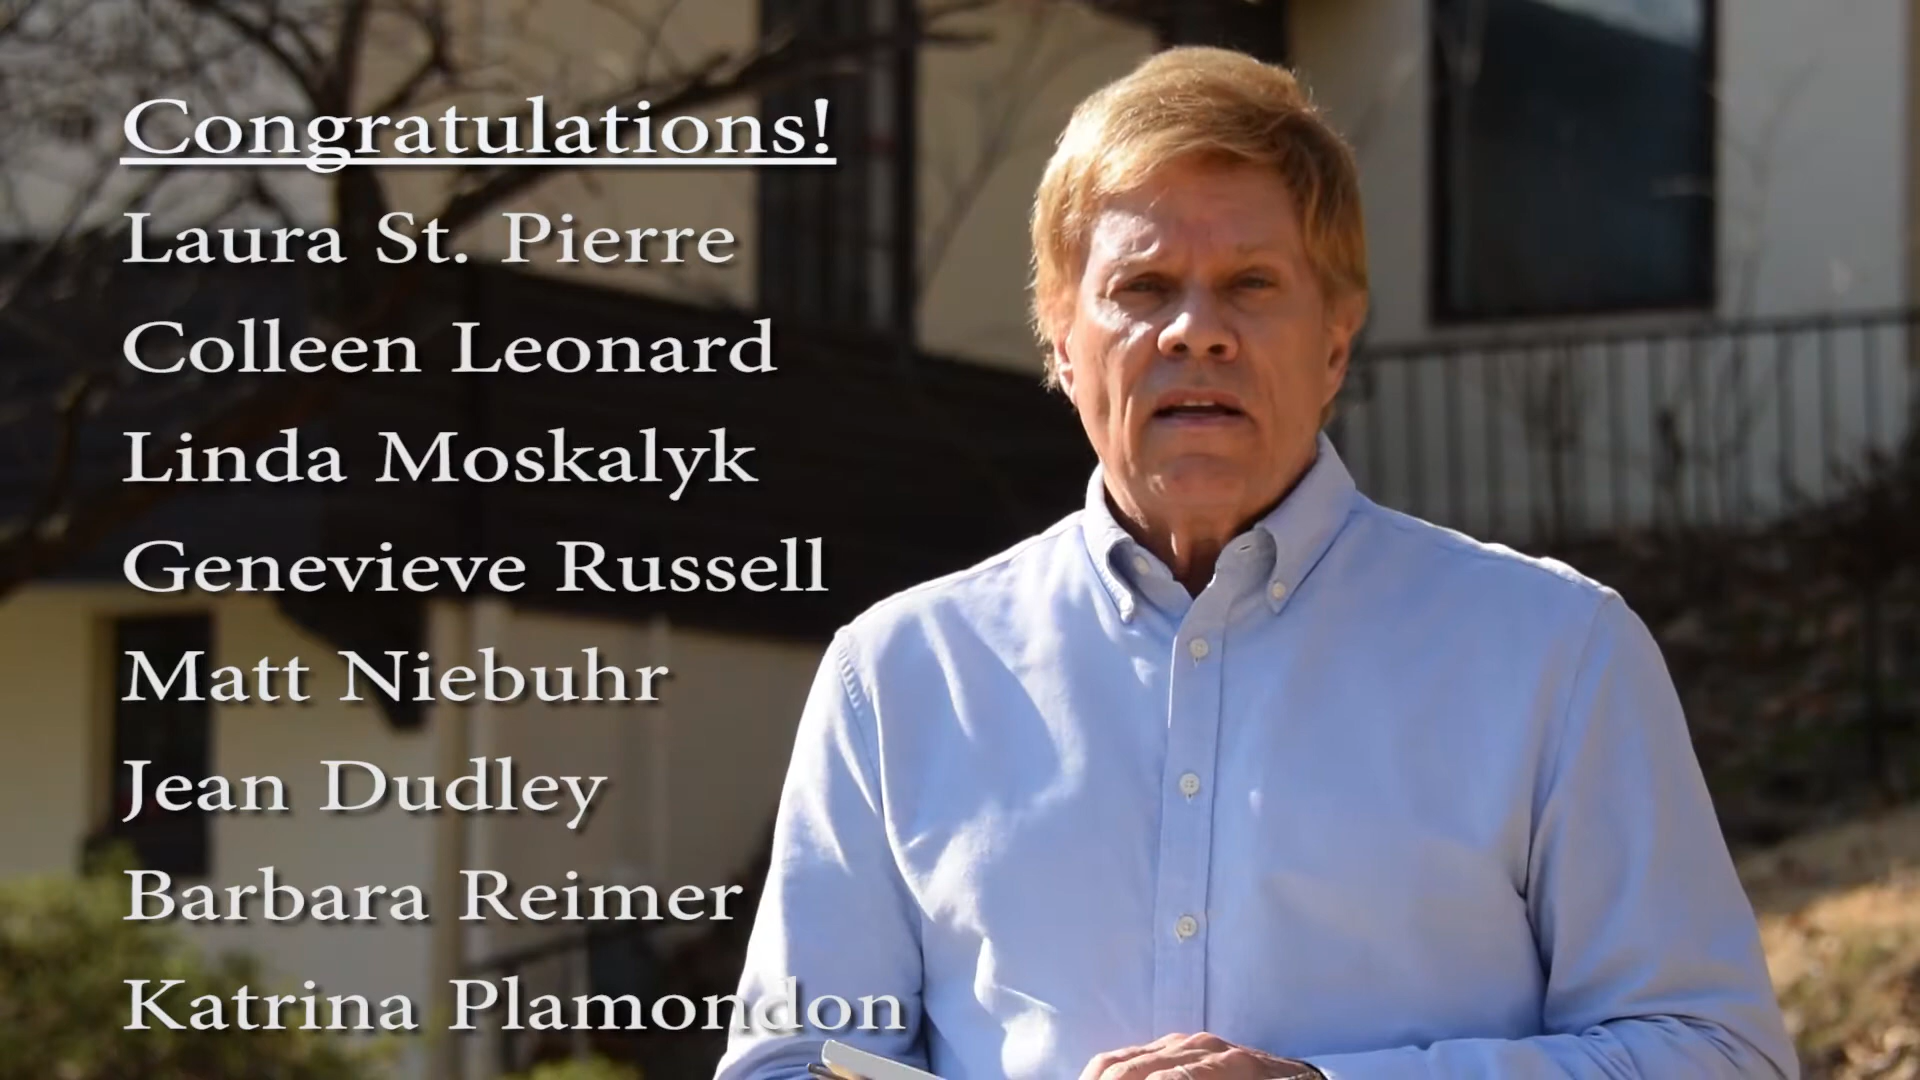 Congratulations!
Laura St. Pierre
Colleen Leonard
Linda Moskalyk
Genevieve Russell
Matt Niebuhr
Jean Dudley
Barbara Reimer
Katrina Plamondon